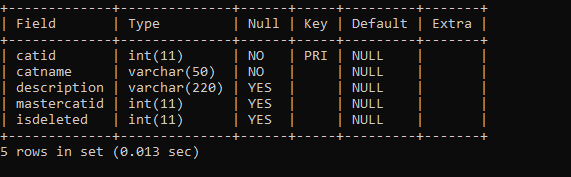 +-------------+--------------+------+-----+---------+-------+
| Field       | Type         | Null | Key | Default | Extra |
+-------------+--------------+------+-----+---------+-------+
| catid       | int(11)      | NO   | PRI | NULL    |       |
| catname     | varchar(50)  | NO   |     | NULL    |       |
| description | varchar(220) | YES  |     | NULL    |       |
| mastercatid | int(11)      | YES  |     | NULL    |       |
| isdeleted   | int(11)      | YES  |     | NULL    |       |
+-------------+--------------+------+-----+---------+-------+
5 rows in set (0.013 sec)